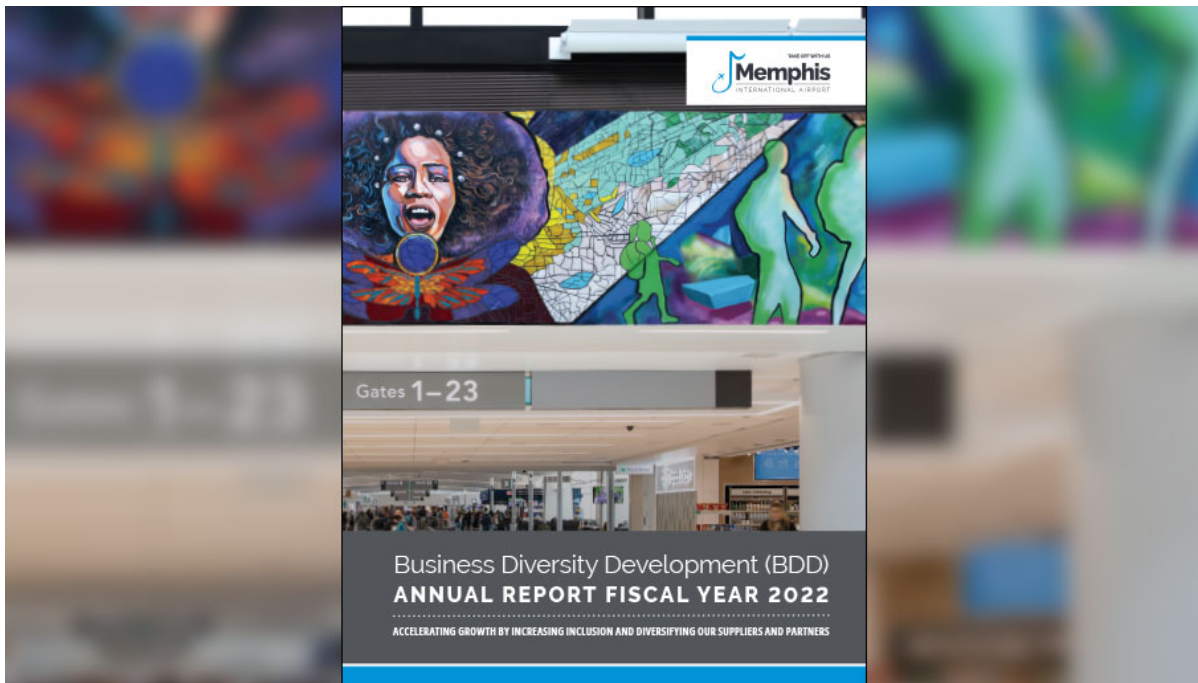 TAKE OFF WITH US
Memphis
INTERNATIONAL AIRPORT
Gates 1–23
Business Diversity Development (BDD)
ANNUAL REPORT FISCAL YEAR 2022
ACCELERATING GROWTH BY INCREASING INCLUSION AND DIVERSIFYING OUR SUPPLIERS AND PARTNERS